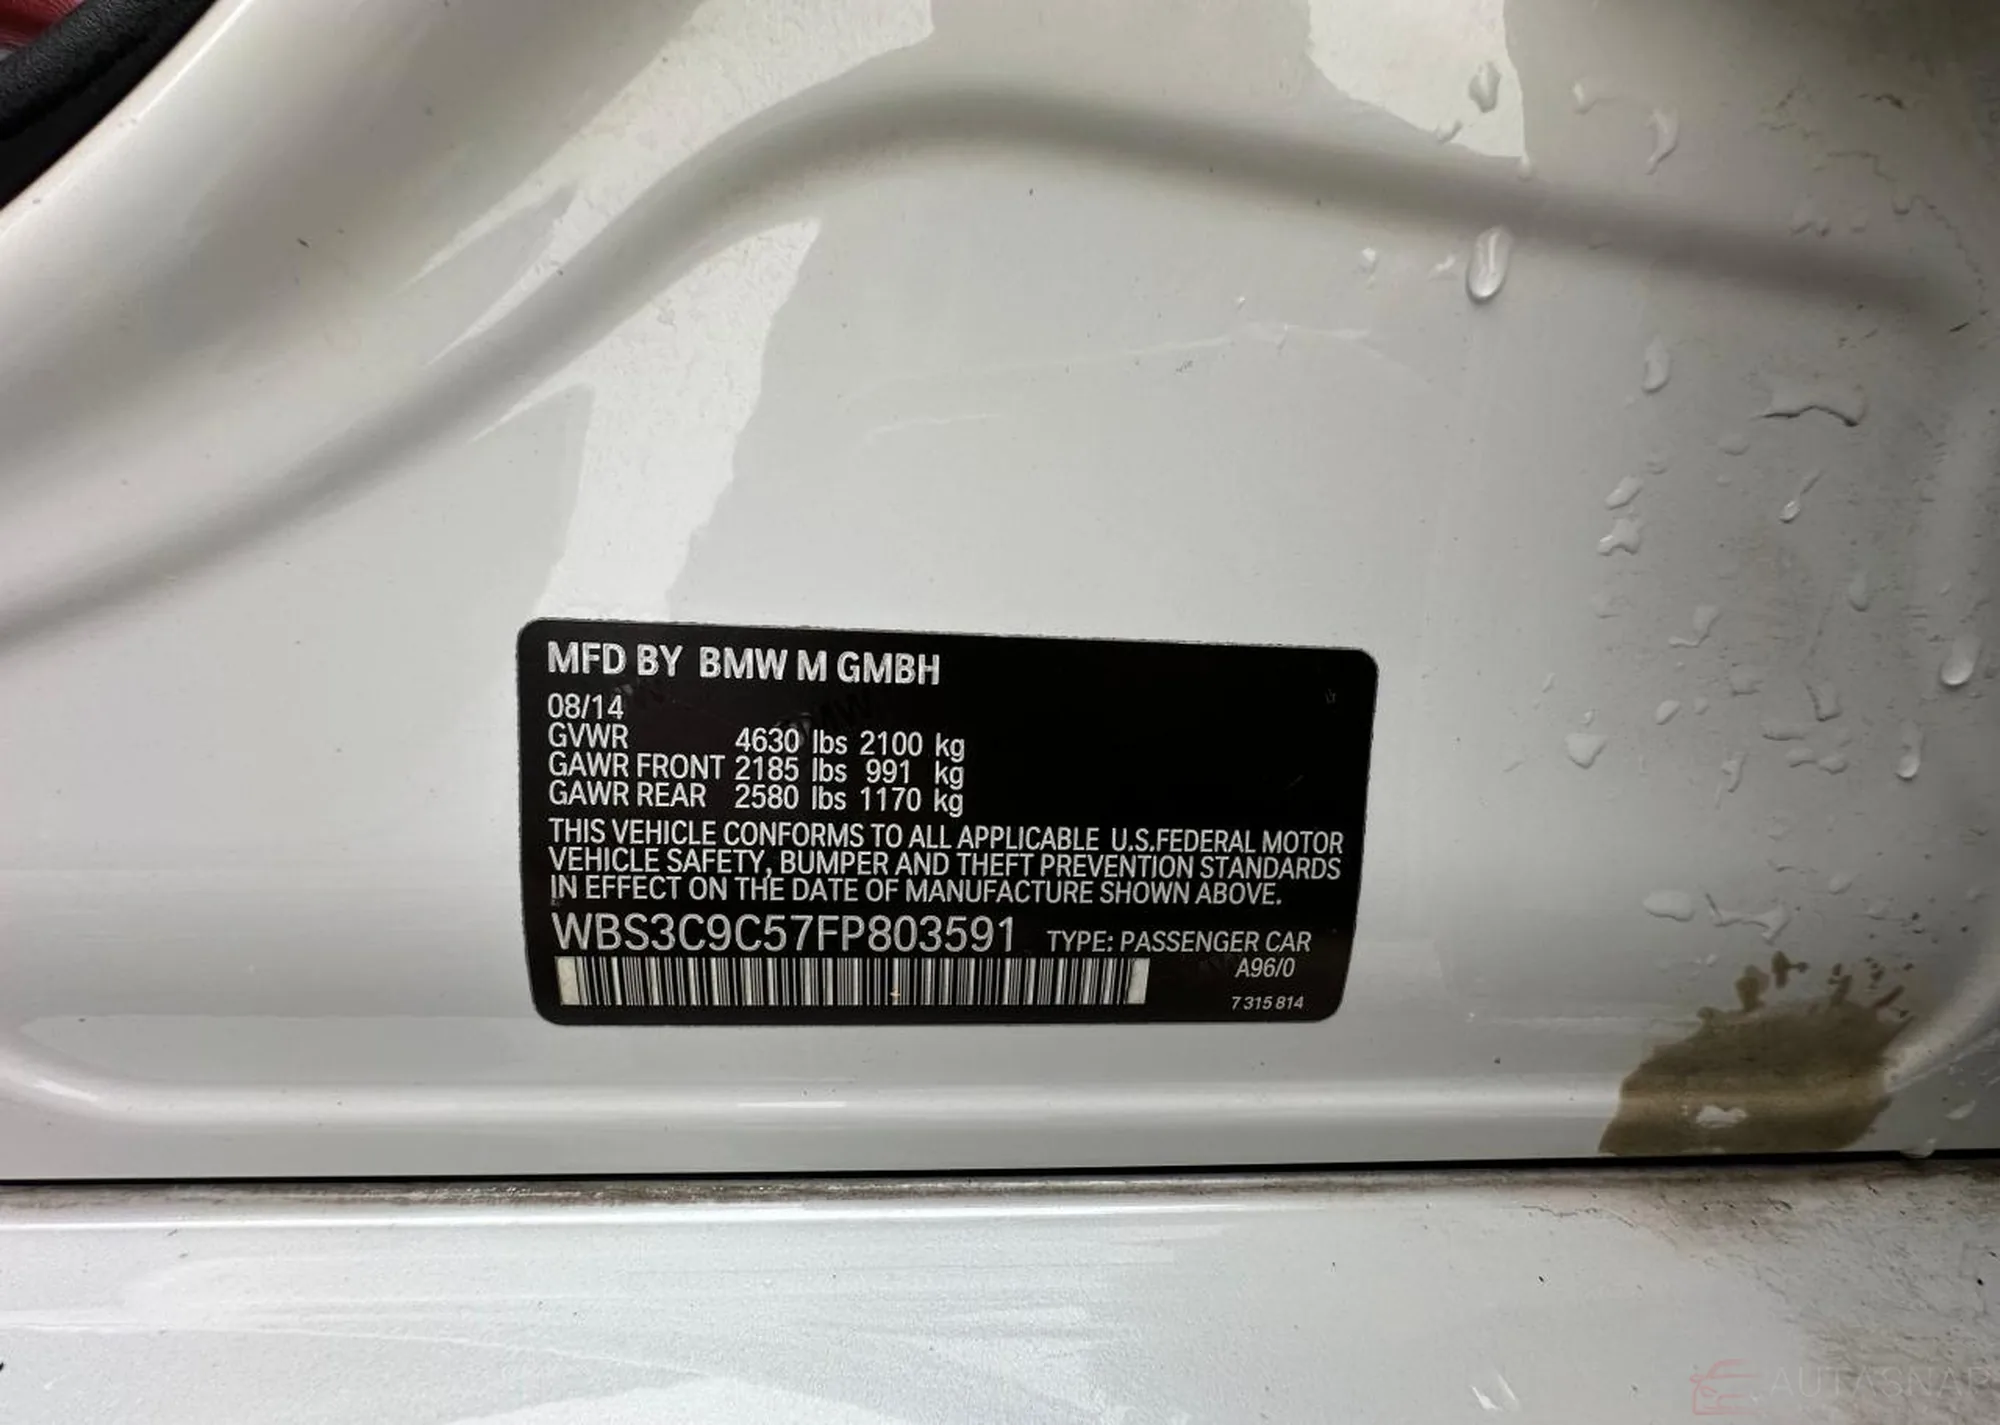 MFD BY BMW M GMBH
08/14
GVWR 4630 lbs 2100 kg
GAWR FRONT 2185 lbs 991 kg
GAWR REAR 2580 lbs 1170 kg
THIS VEHICLE CONFORMS TO ALL APPLICABLE U.S.FEDERAL MOTOR
VEHICLE SAFETY, BUMPER AND THEFT PREVENTION STANDARDS
IN EFFECT ON THE DATE OF MANUFACTURE SHOWN ABOVE.
WBS3C9C57FP803591 TYPE: PASSENGER CAR
A96/0
7 315 814
AUTASNAP